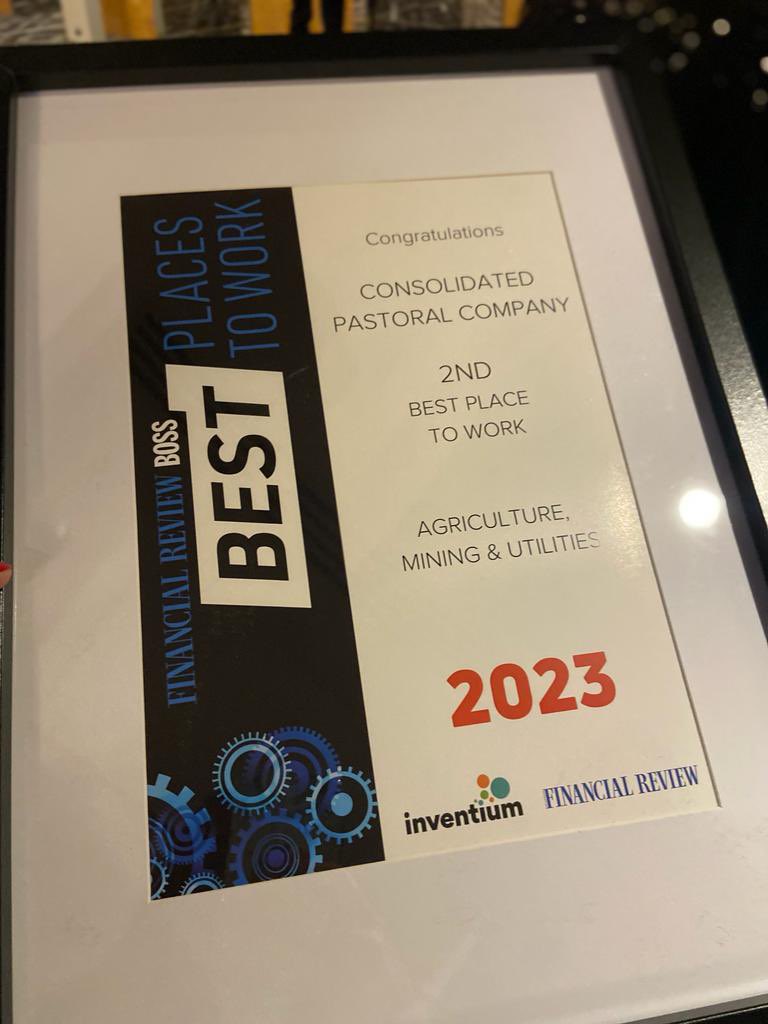 FINANCIAL REVIEW BOSS
BEST PLACES
TO WORK
Congratulations
CONSOLIDATED
PASTORAL COMPANY
2ND
BEST PLACE
TO WORK
AGRICULTURE,
MINING & UTILITIES
2023
inventium
FINANCIAL REVIEW